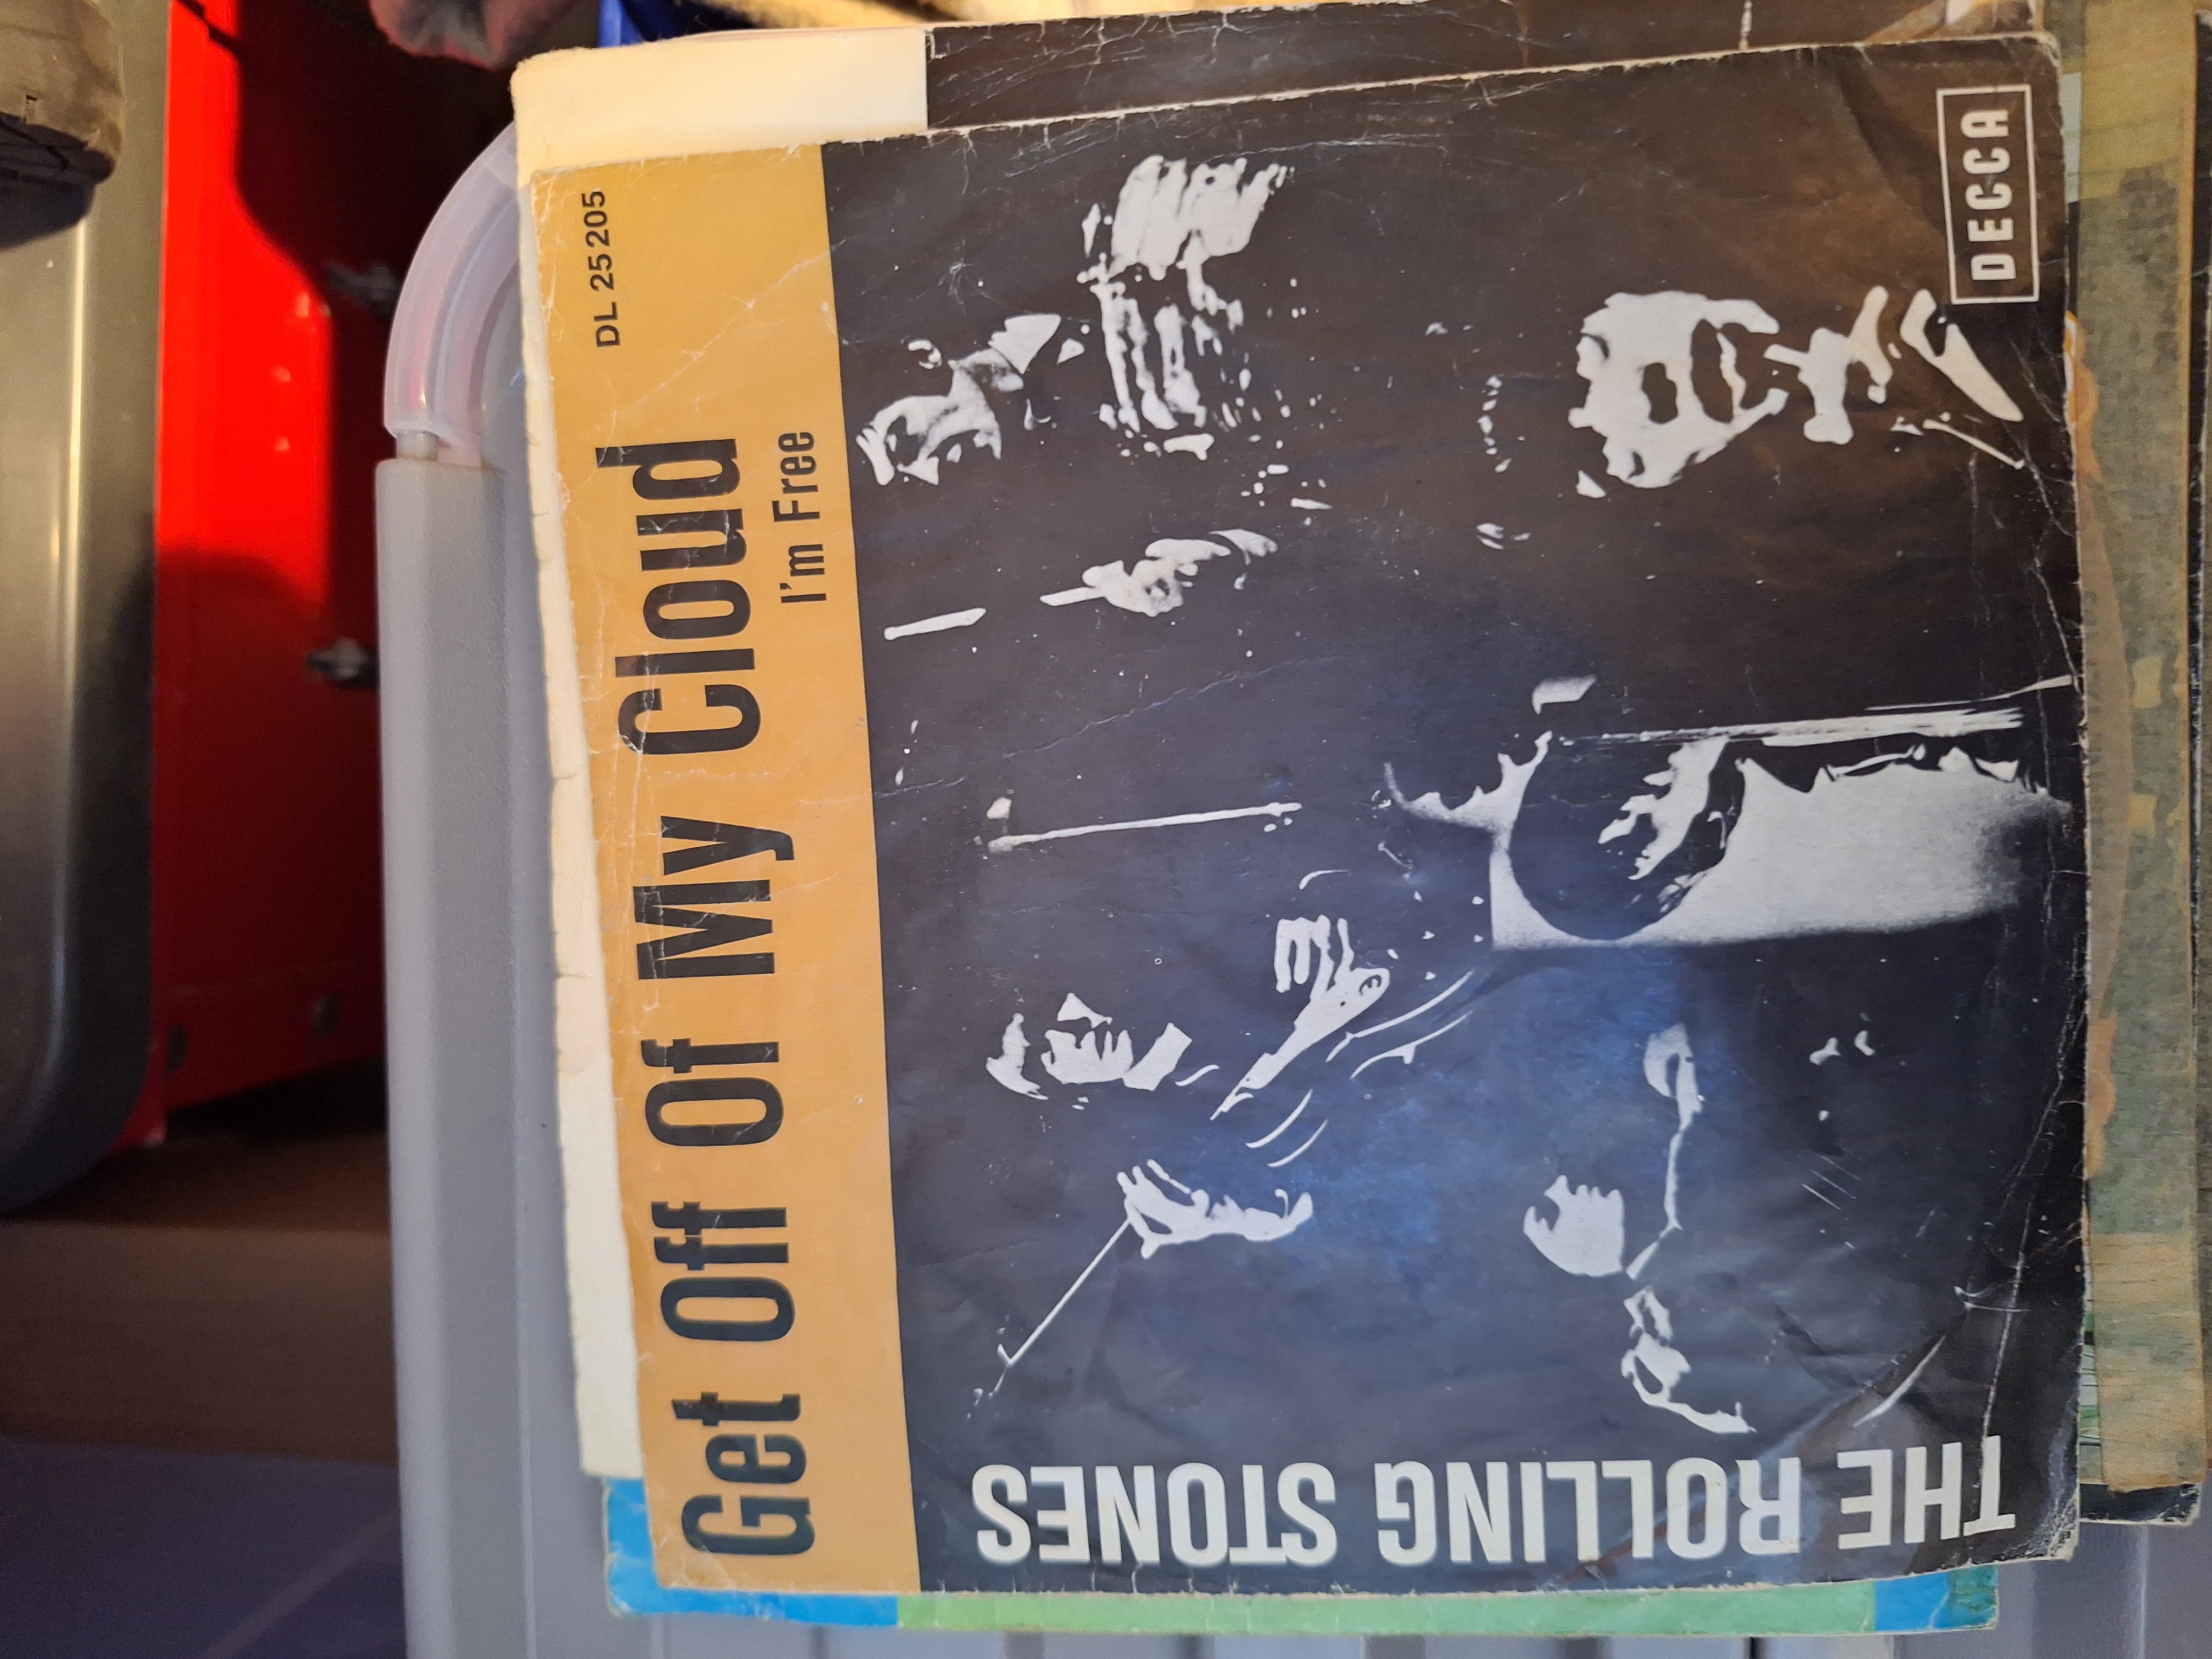 DL 25 205
Get Off Of My Cloud
I'm Free
THE ROLLING STONES
DECCA